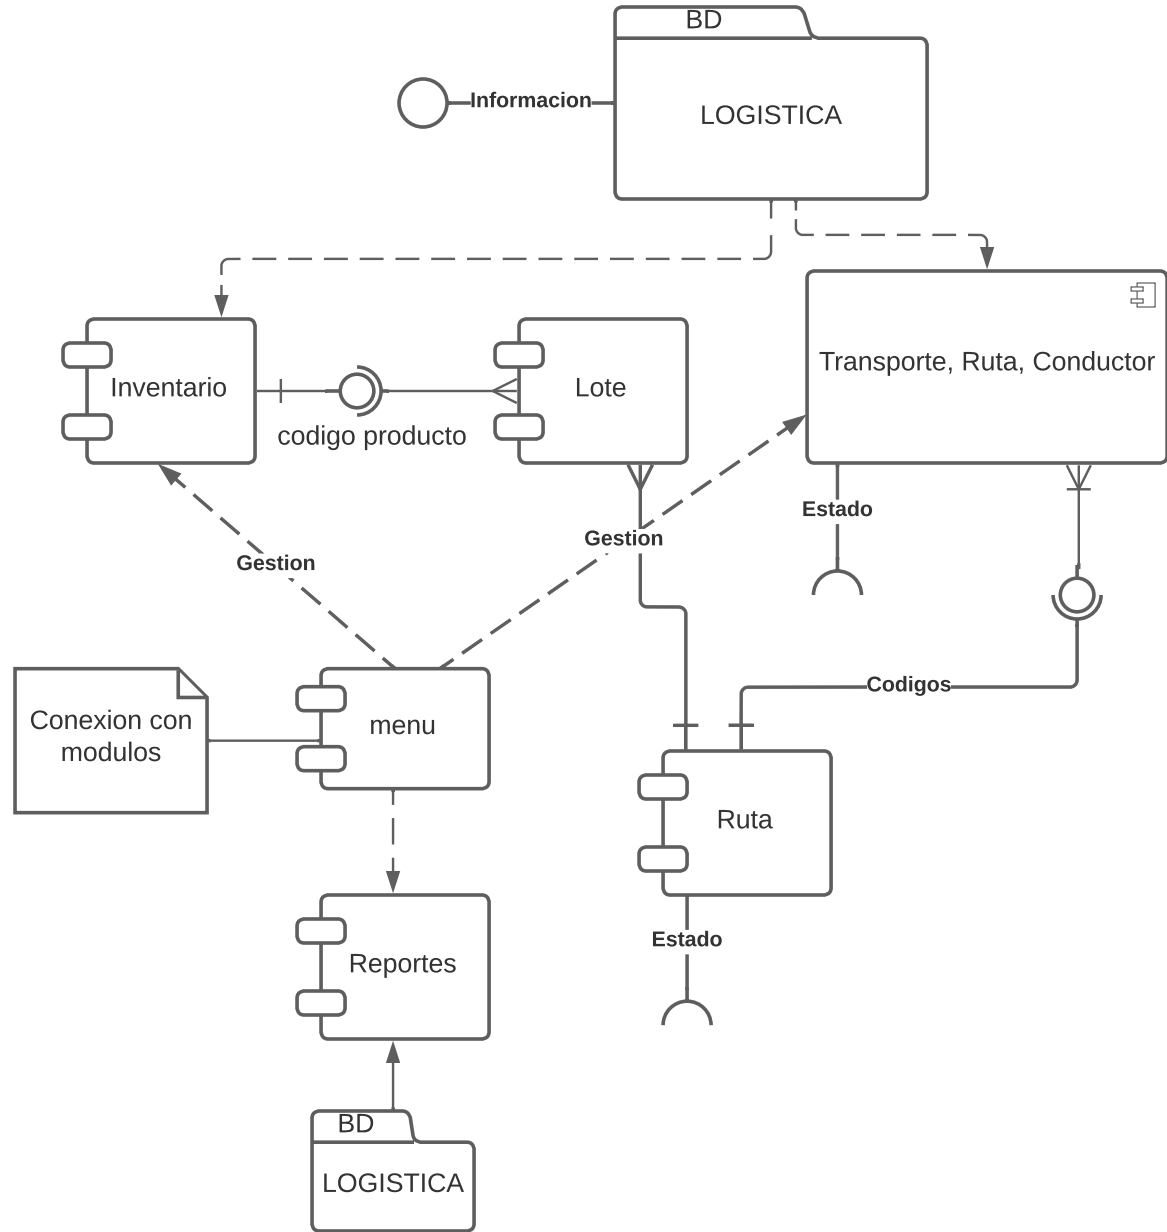 BD
Informacion
LOGISTICA
Inventario
codigo producto
Lote
Transporte, Ruta, Conductor
Estado
Gestion
Gestion
Codigos
Conexion con
modulos
menu
Ruta
Estado
Reportes
BD
LOGISTICA